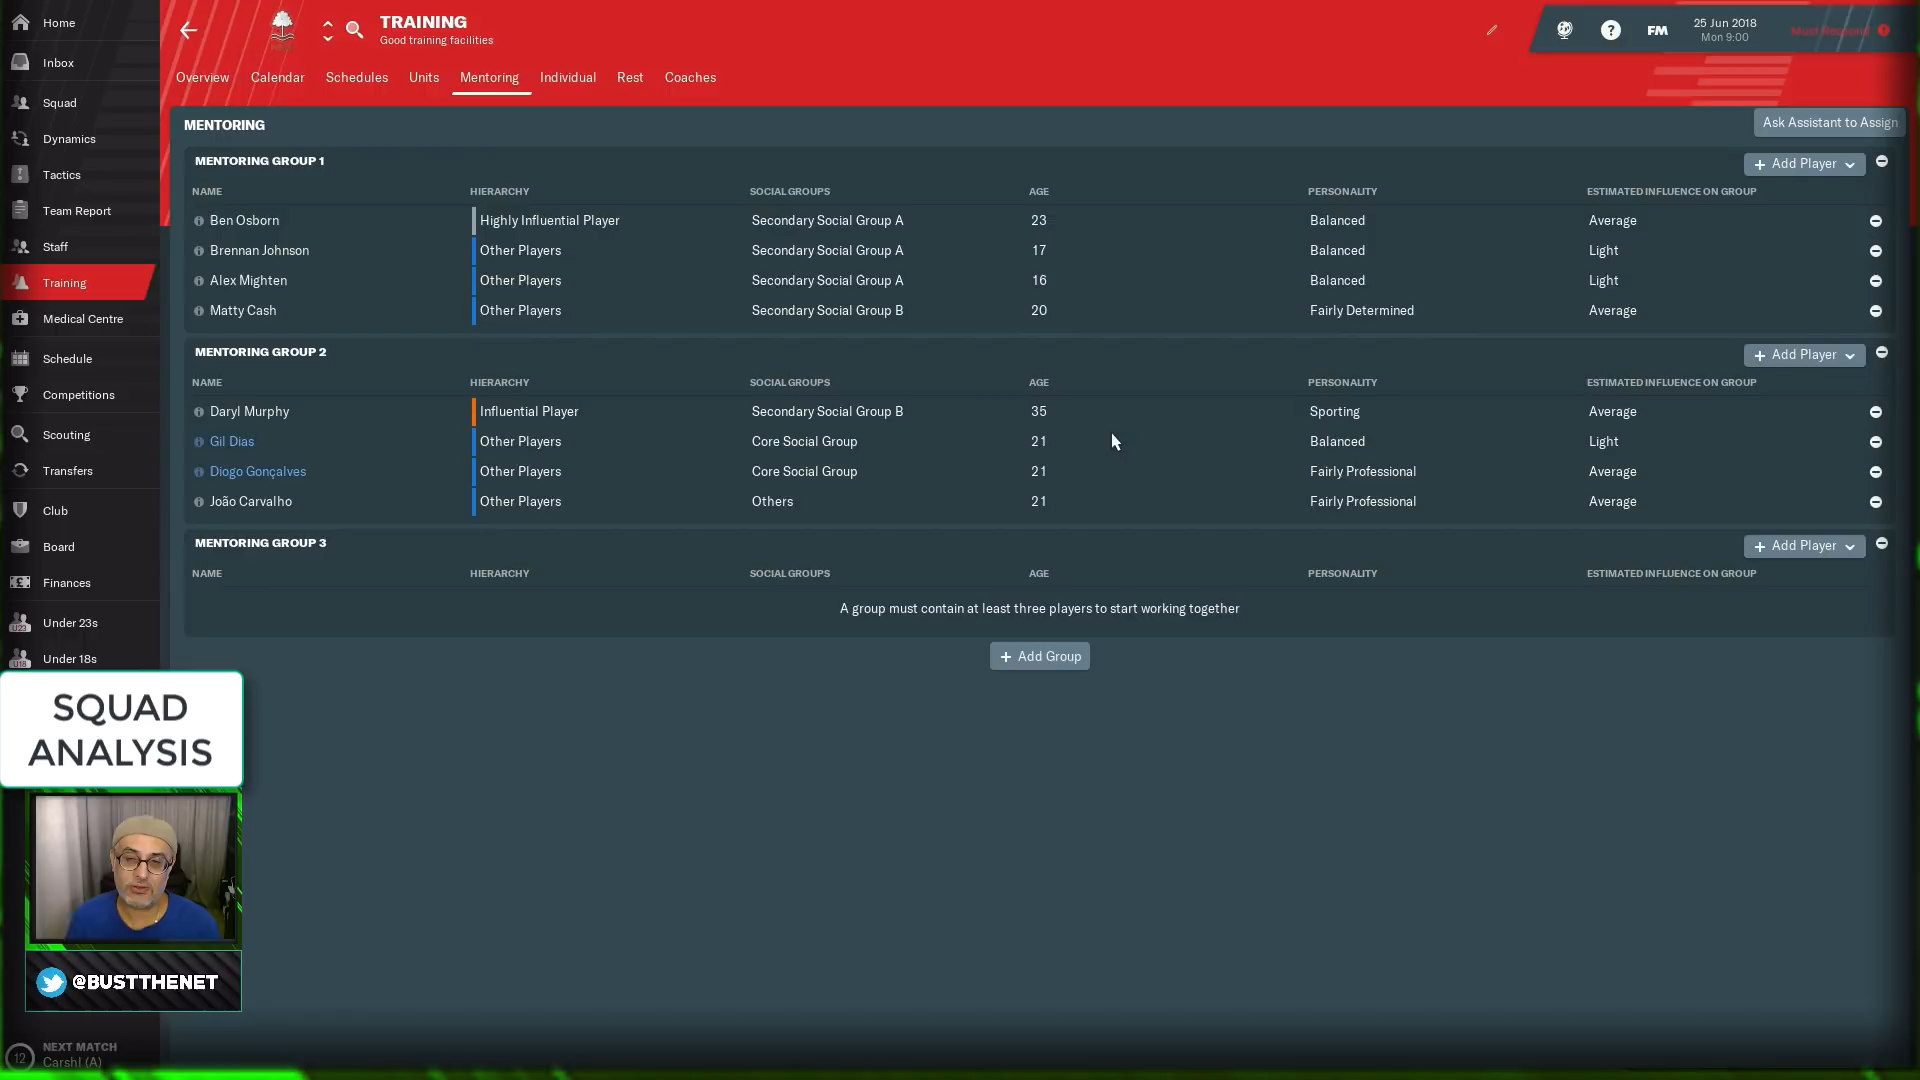 Home
Inbox
Squad
Dynamics
Tactics
Team Report
Staff
Training
Medical Centre
Schedule
Competitions
Scouting
Transfers
Club
Board
Finances
Under 23s
Under 18s
TRAINING
Good training facilities
FM
25 Jun 2018
Mon 9:00
Must Respond
Overview Calendar Schedules Units Mentoring Individual Rest Coaches
MENTORING
Ask Assistant to Assign
MENTORING GROUP 1
Add Player
NAME HIERARCHY SOCIAL GROUPS AGE PERSONALITY ESTIMATED INFLUENCE ON GROUP
Ben Osborn Highly Influential Player Secondary Social Group A 23 Balanced Average
Brennan Johnson Other Players Secondary Social Group A 17 Balanced Light
Alex Mighten Other Players Secondary Social Group A 16 Balanced Light
Matty Cash Other Players Secondary Social Group B 20 Fairly Determined Average
MENTORING GROUP 2
Add Player
NAME HIERARCHY SOCIAL GROUPS AGE PERSONALITY ESTIMATED INFLUENCE ON GROUP
Daryl Murphy Influential Player Secondary Social Group B 35 Sporting Average
Gil Dias Other Players Core Social Group 21 Balanced Light
Diogo Gonçalves Other Players Core Social Group 21 Fairly Professional Average
João Carvalho Other Players Others 21 Fairly Professional Average
MENTORING GROUP 3
Add Player
NAME HIERARCHY SOCIAL GROUPS AGE PERSONALITY ESTIMATED INFLUENCE ON GROUP
A group must contain at least three players to start working together
Add Group
SQUAD
ANALYSIS
@BUSTTHENET
12
NEXT MATCH
Carshl (A)